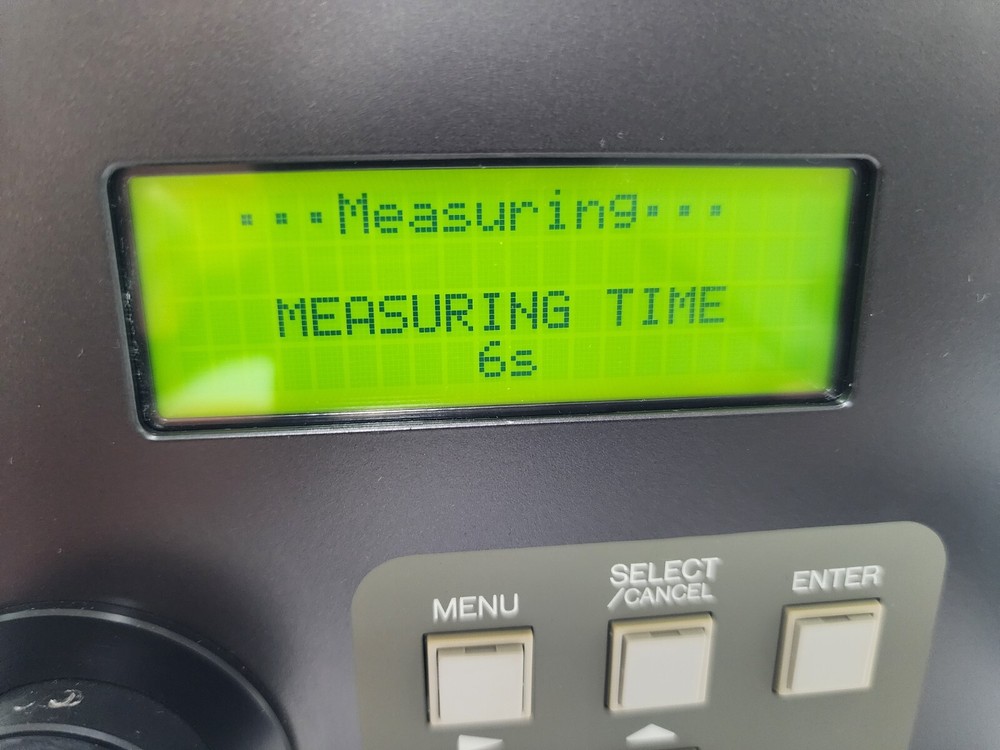 ...Measuring...
MEASURING TIME
6s
MENU
SELECT
/CANCEL
ENTER